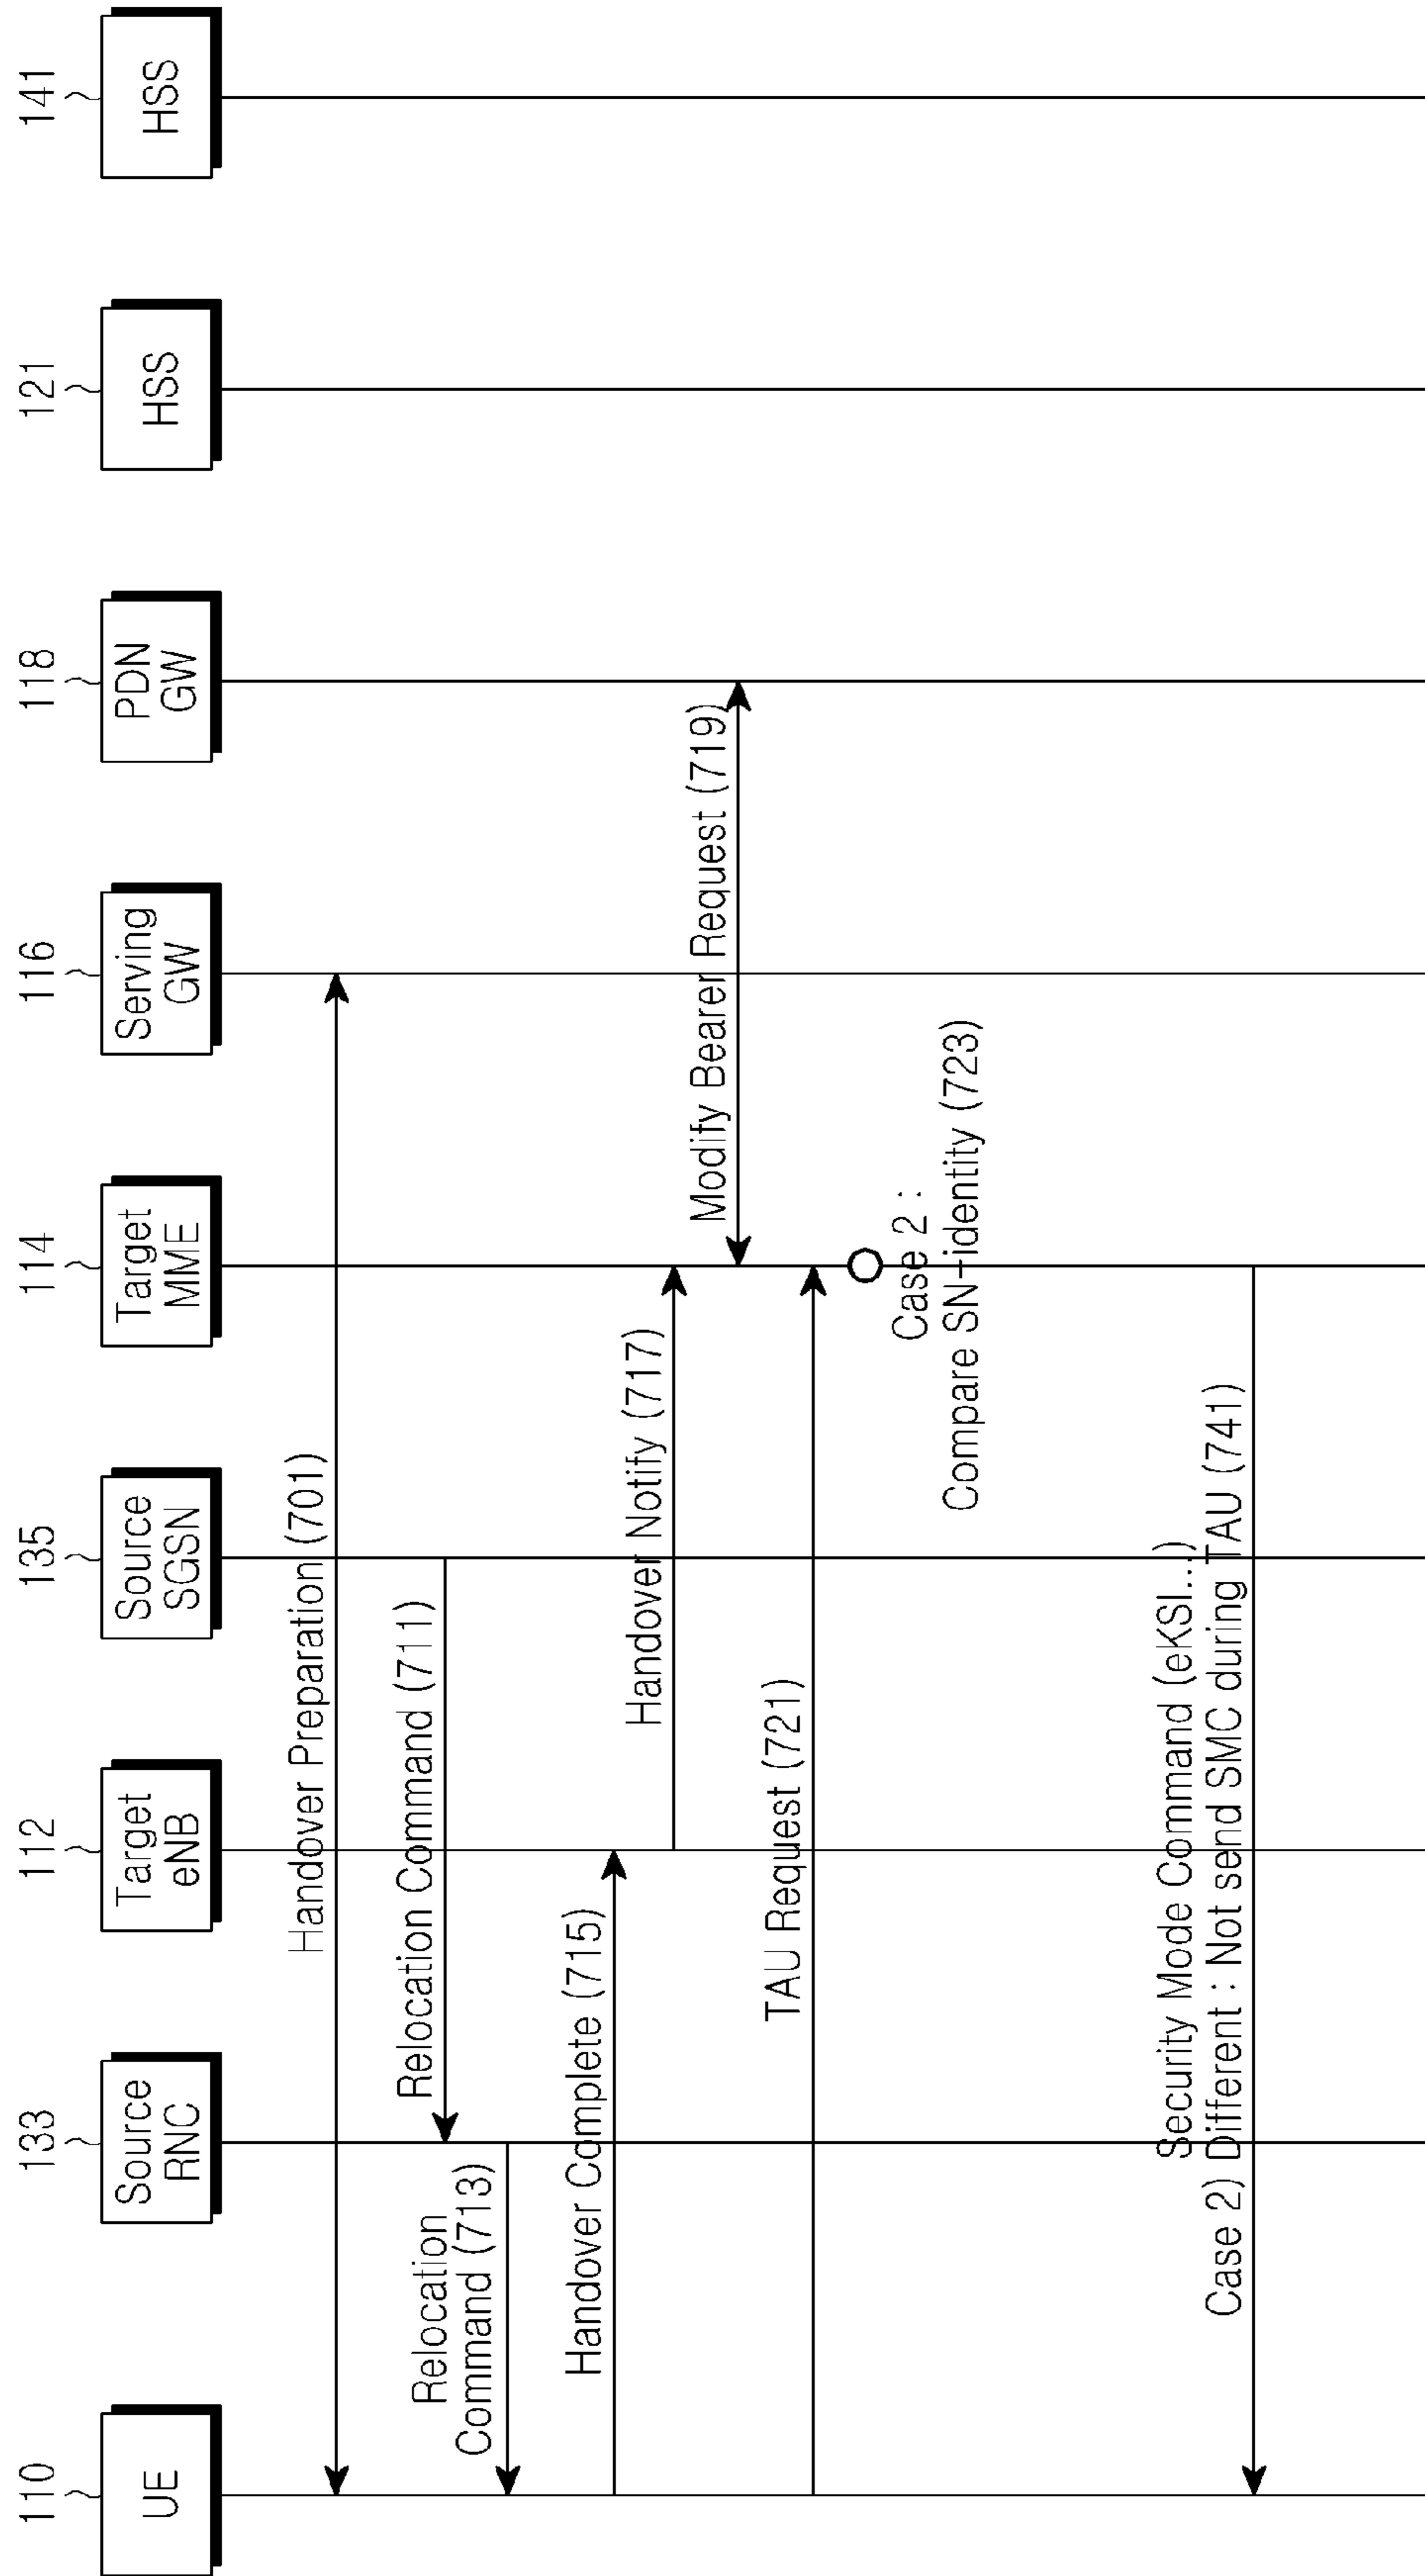 110
133
112
135
114
116
118
121
141
UE
Source
RNC
Target
eNB
Source
SGSN
Target
MME
Serving
GW
PDN
GW
HSS
HSS
Handover Preparation (701)
Relocation Command (711)
Relocation
Command (713)
Handover Complete (715)
Handover Notify (717)
Modify Bearer Request (719)
TAU Request (721)
Case 2 :
Compare SN-identity (723)
Security Mode Command (eKSI...)
Case 2) Different : Not send SMC during TAU (741)